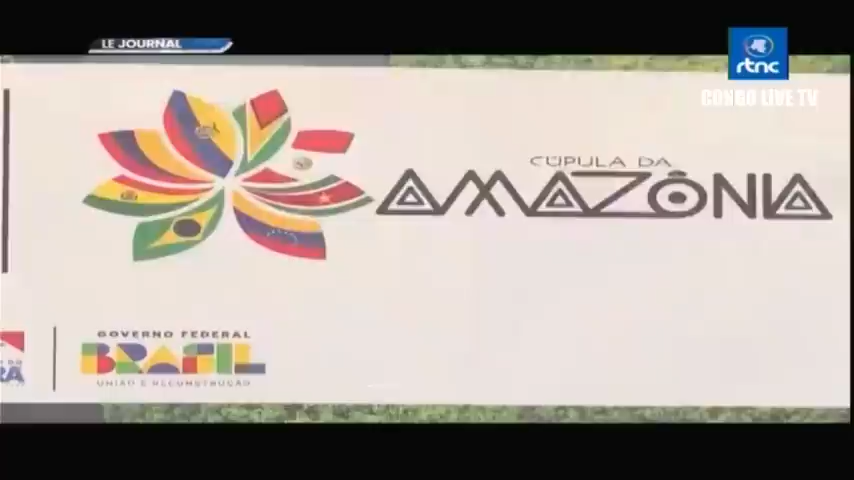 LE JOURNAL
rtnc
CONGO LIVE TV
CÚPULA DA
AMAZÔNIA
GOVERNO FEDERAL
BRASIL
UNIÃO E RECONSTRUÇÃO